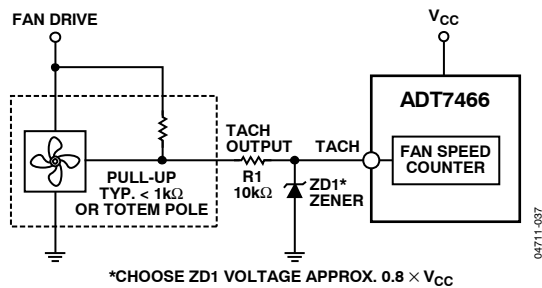 FAN DRIVE
VCC
ADT7466
TACH
OUTPUT
TACH
FAN SPEED
COUNTER
PULL-UP
TYP. < 1kΩ
OR TOTEM POLE
R1
10kΩ
ZD1*
ZENER
04711-037
*CHOOSE ZD1 VOLTAGE APPROX. 0.8 × VCC